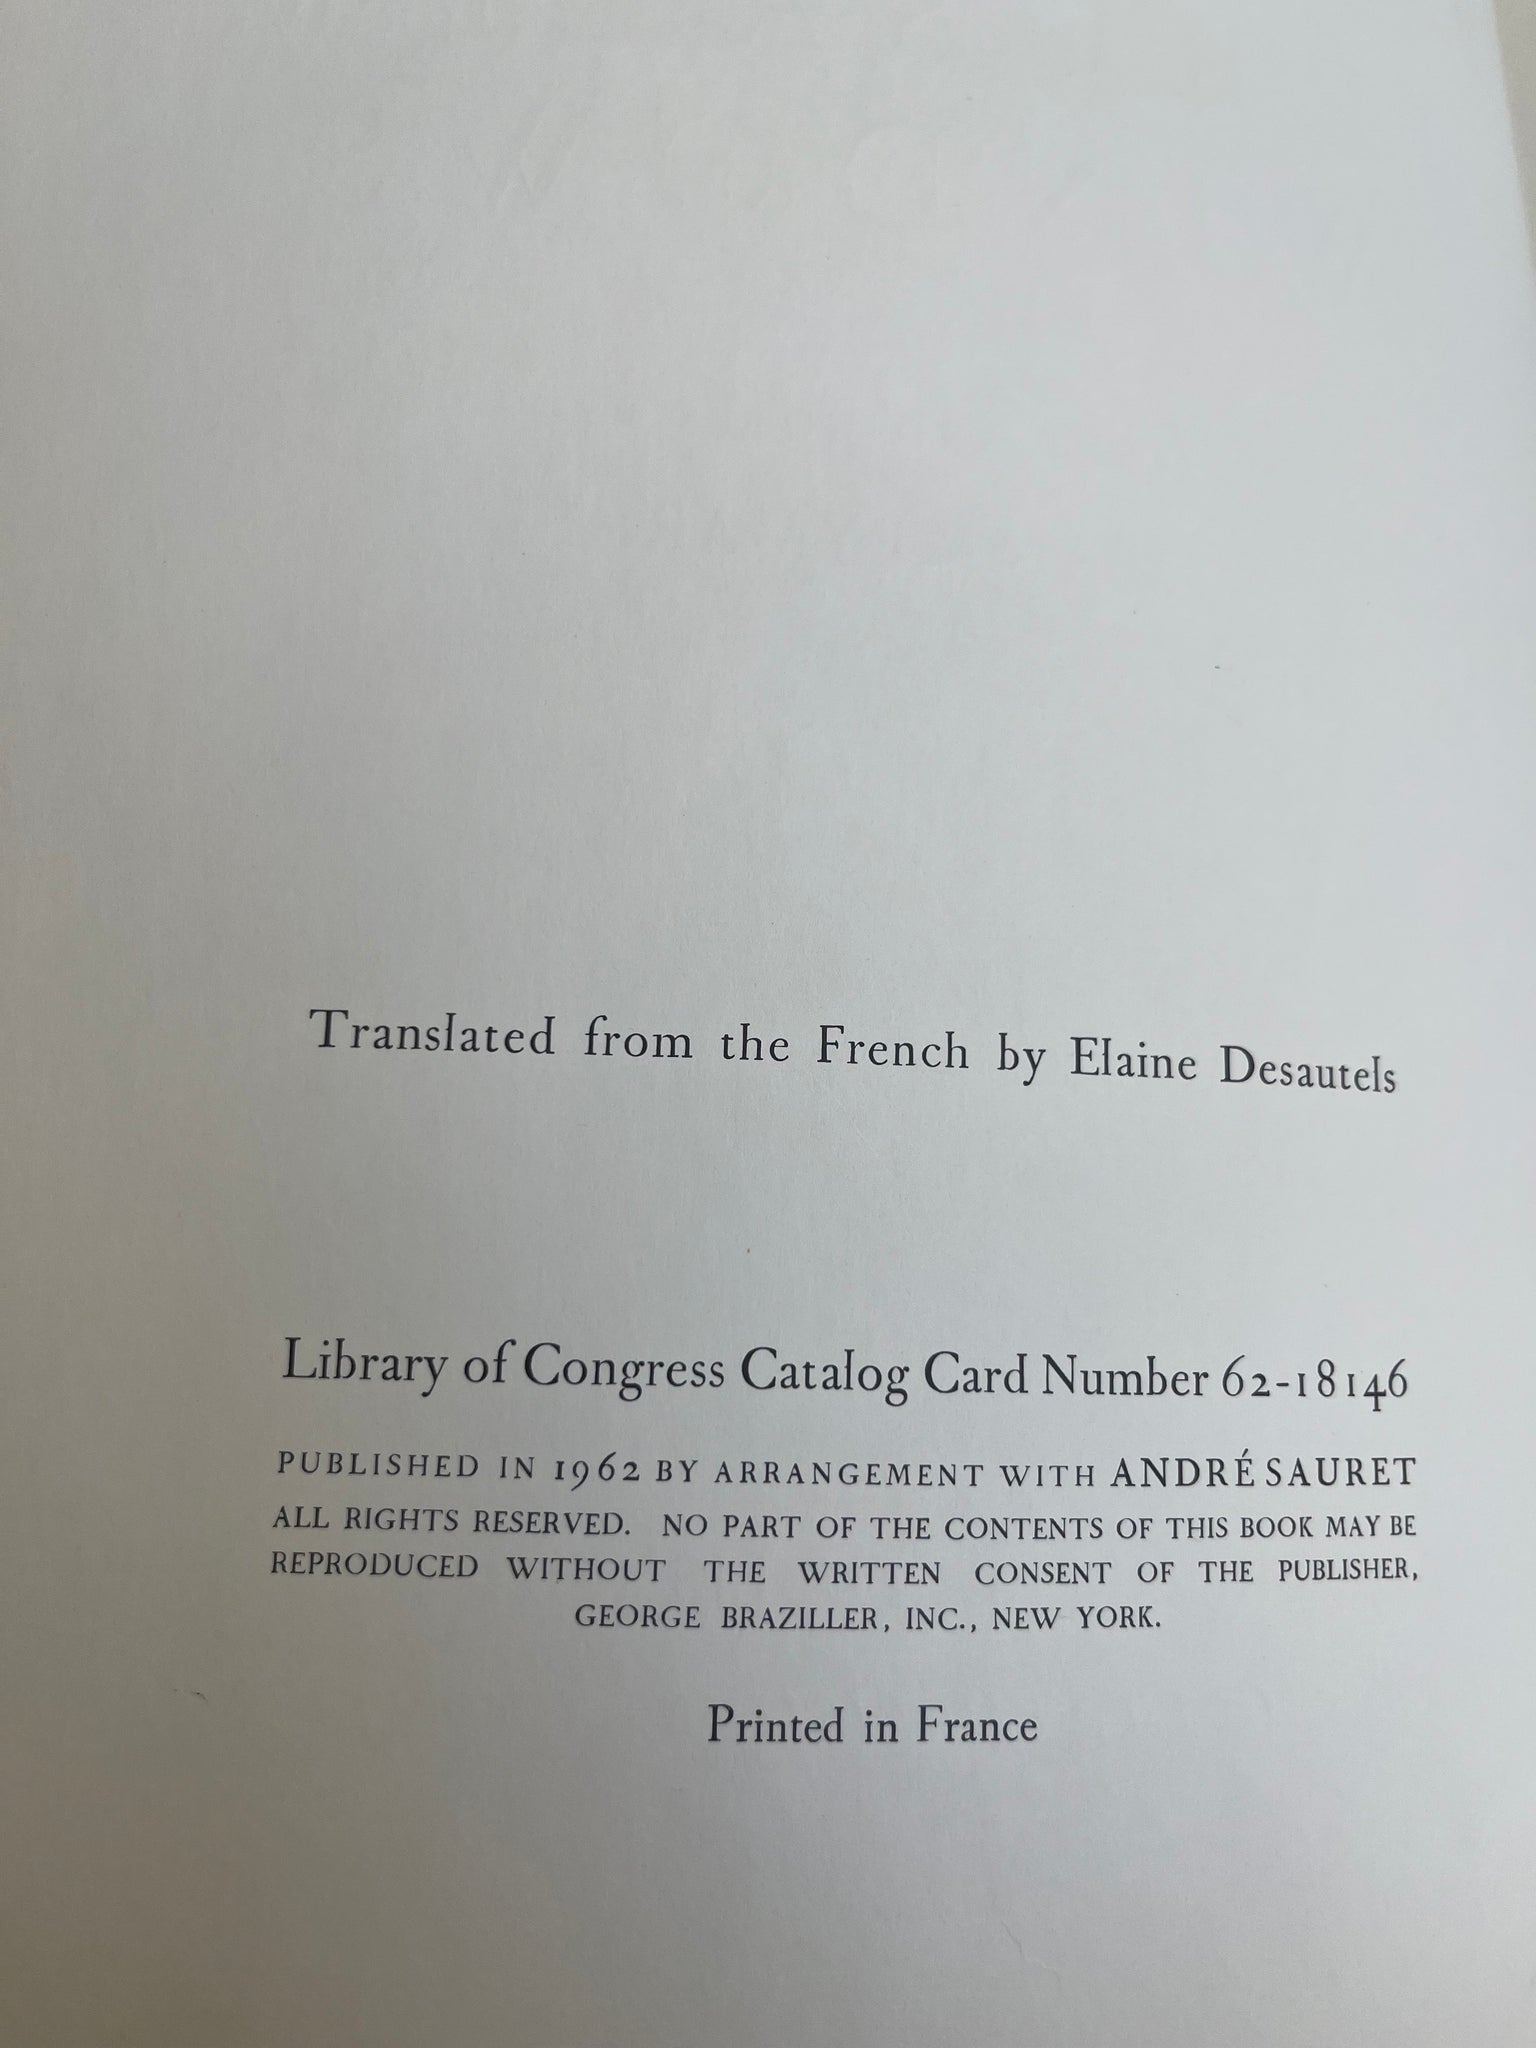 Translated from the French by Elaine Desautels
Library of Congress Catalog Card Number 62-18146
PUBLISHED IN 1962 BY ARRANGEMENT WITH ANDRÉ SAURET
ALL RIGHTS RESERVED. NO PART OF THE CONTENTS OF THIS BOOK MAY BE
REPRODUCED WITHOUT THE WRITTEN CONSENT OF THE PUBLISHER,
GEORGE BRAZILLER, INC., NEW YORK.
Printed in France